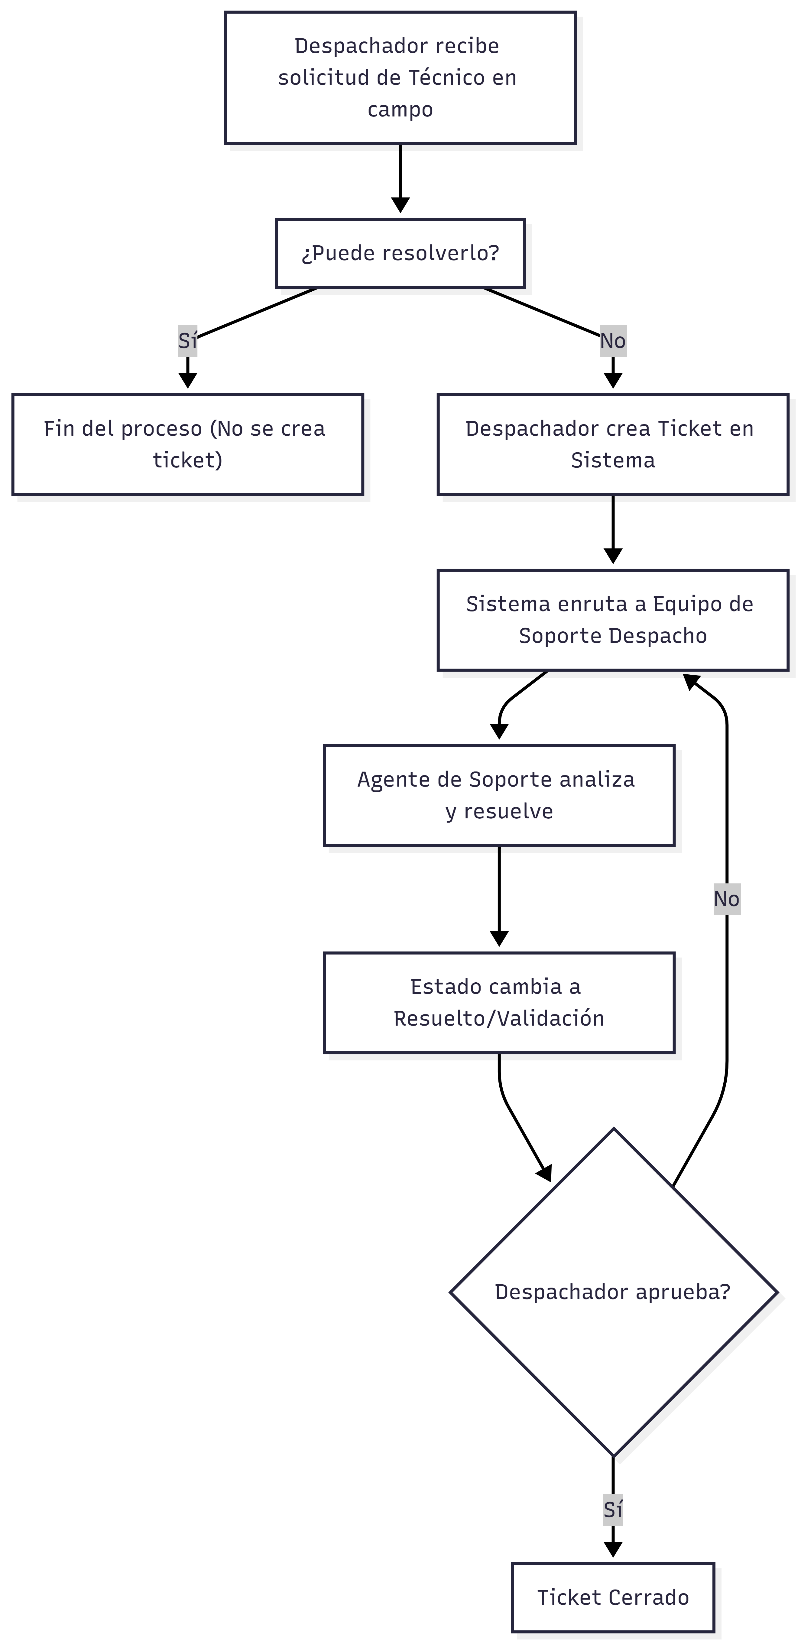 Despachador recibe
solicitud de Técnico en
campo
¿Puede resolverlo?
Sí
No
Fin del proceso (No se crea
ticket)
Despachador crea Ticket en
Sistema
Sistema enruta a Equipo de
Soporte Despacho
Agente de Soporte analiza
y resuelve
No
Estado cambia a
Resuelto/Validación
Despachador aprueba?
Sí
Ticket Cerrado